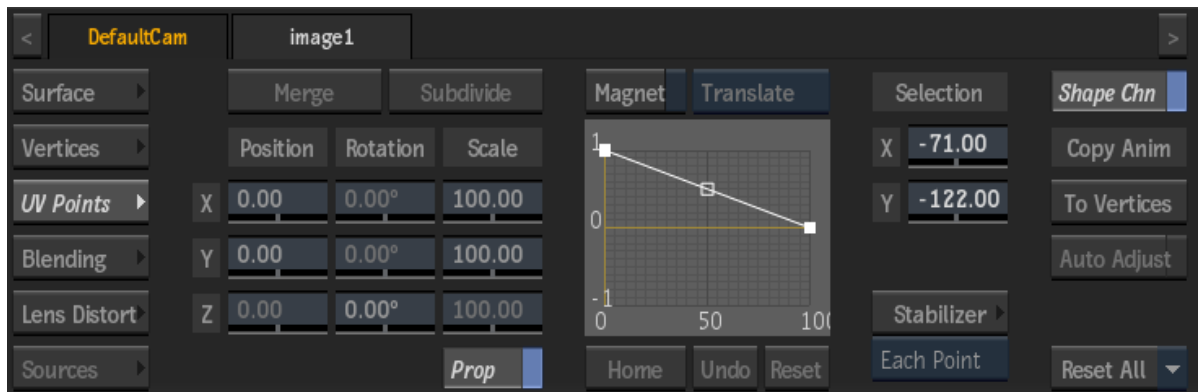 < DefaultCam image1 >
Surface Merge Subdivide Magnet Translate Selection Shape Chn
Vertices Position Rotation Scale 1 X -71.00 Copy Anim
UV Points X 0.00 0.00° 100.00 0 Y -122.00 To Vertices
Blending Y 0.00 0.00° 100.00 Auto Adjust
Lens Distort Z 0.00 0.00° 100.00 -1 Stabilizer
0 50 100
Sources Prop Home Undo Reset Each Point Reset All